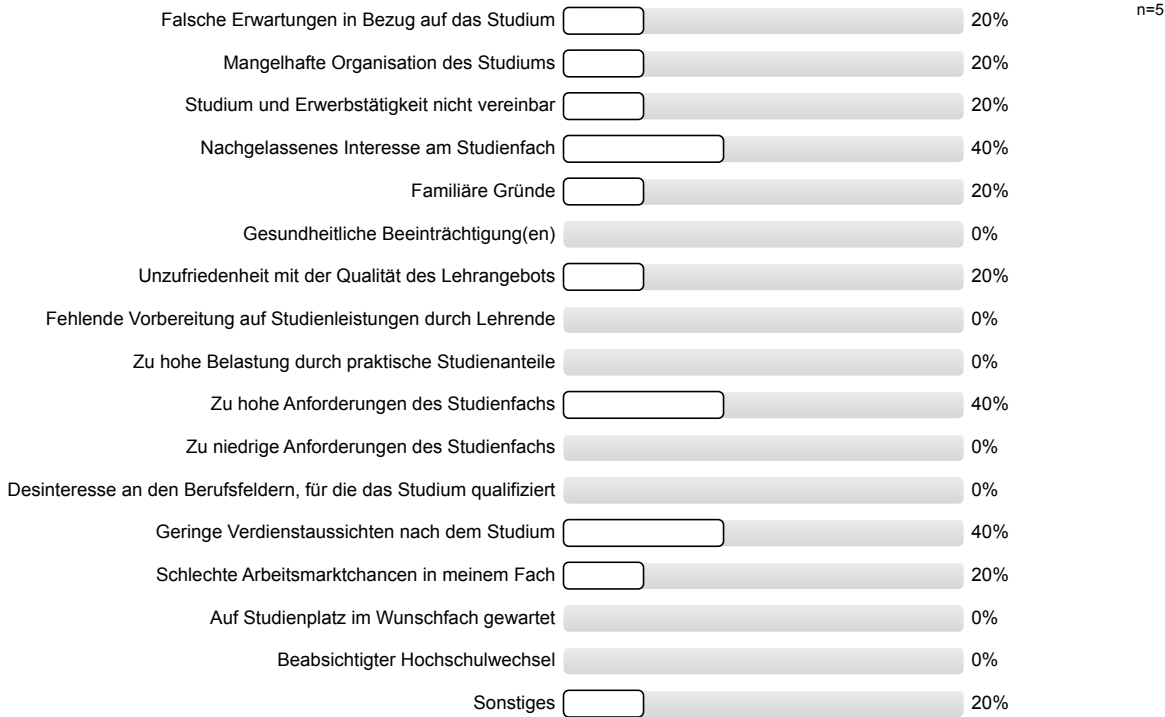 n=5
Falsche Erwartungen in Bezug auf das Studium 20%
Mangelhafte Organisation des Studiums 20%
Studium und Erwerbstätigkeit nicht vereinbar 20%
Nachgelassenes Interesse am Studienfach 40%
Familiäre Gründe 20%
Gesundheitliche Beeinträchtigung(en) 0%
Unzufriedenheit mit der Qualität des Lehrangebots 20%
Fehlende Vorbereitung auf Studienleistungen durch Lehrende 0%
Zu hohe Belastung durch praktische Studienanteile 0%
Zu hohe Anforderungen des Studienfachs 40%
Zu niedrige Anforderungen des Studienfachs 0%
Desinteresse an den Berufsfeldern, für die das Studium qualifiziert 0%
Geringe Verdienstaussichten nach dem Studium 40%
Schlechte Arbeitsmarktchancen in meinem Fach 20%
Auf Studienplatz im Wunschfach gewartet 0%
Beabsichtigter Hochschulwechsel 0%
Sonstiges 20%